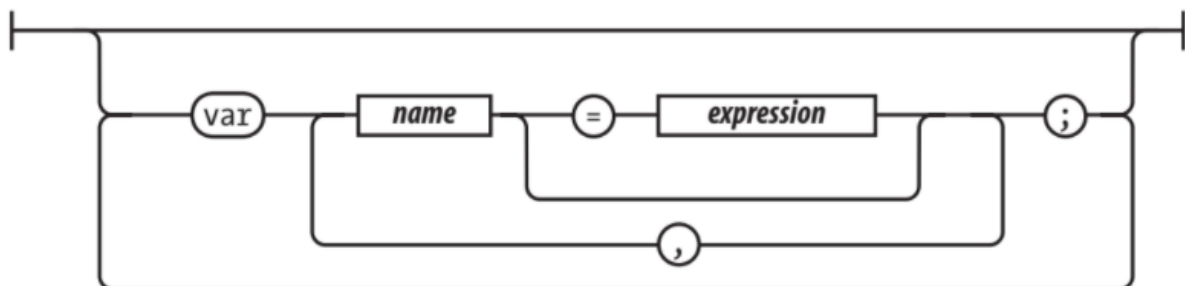 var name = expression ;
,